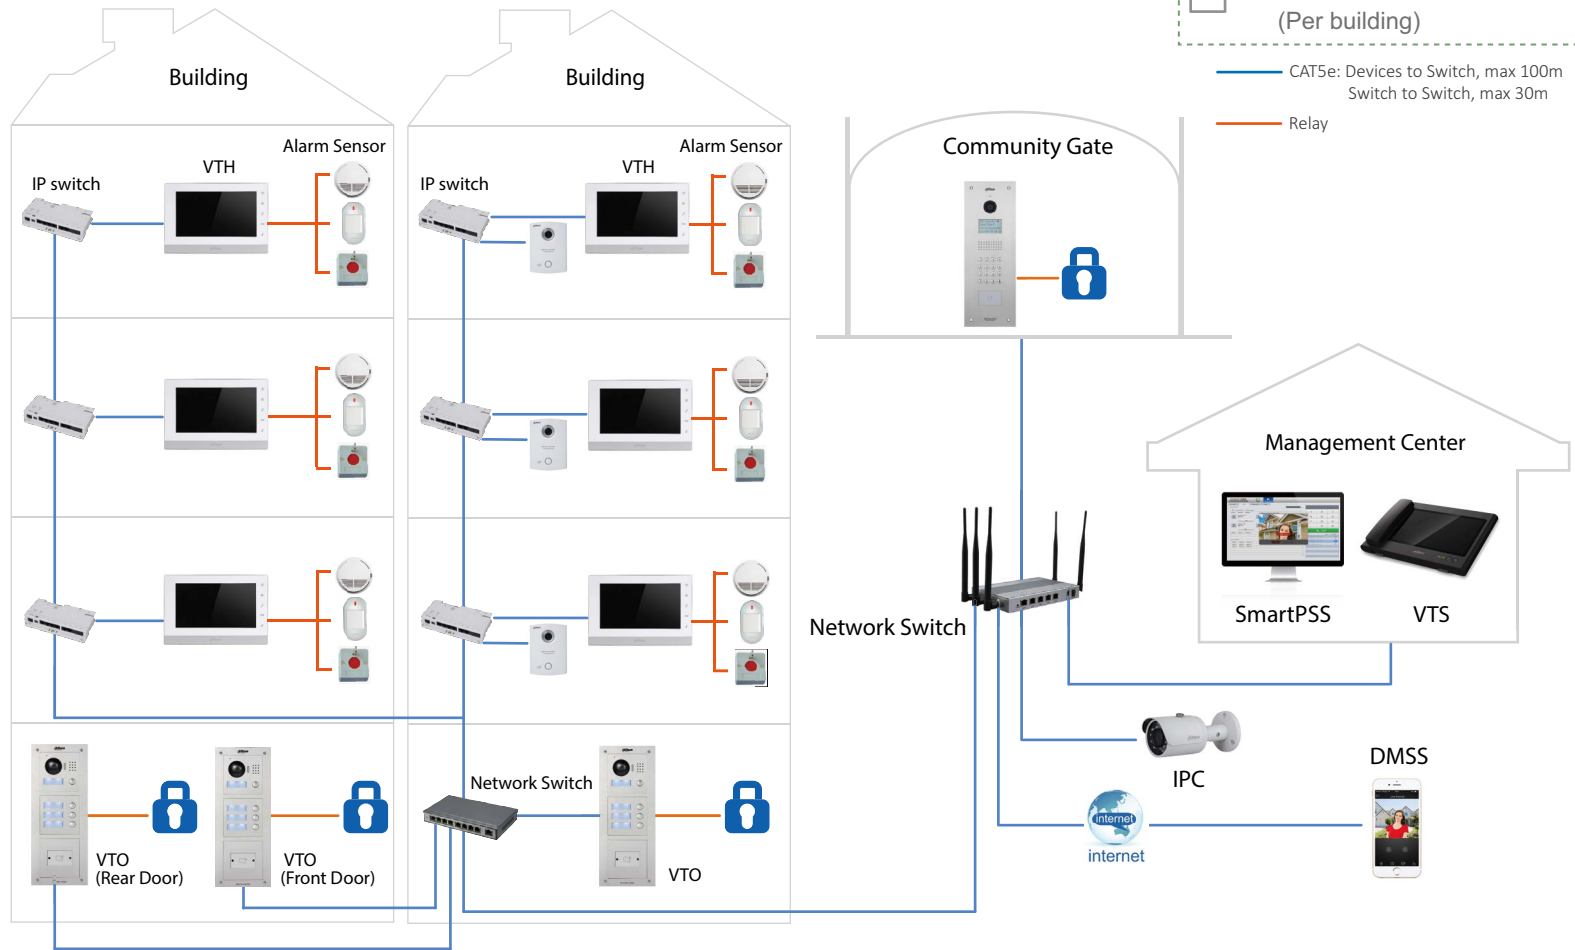 (Per building)
CAT5e: Devices to Switch, max 100m
Switch to Switch, max 30m
Relay
Building
Building
Community Gate
Alarm Sensor
VTH
IP switch
Alarm Sensor
VTH
IP switch
Management Center
SmartPSS
VTS
Network Switch
IPC
DMSS
internet
internet
Network Switch
VTO
(Rear Door)
VTO
(Front Door)
VTO